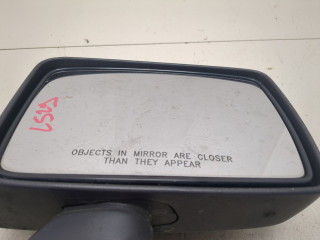 OBJECTS IN MIRROR ARE CLOSER
THAN THEY APPEAR